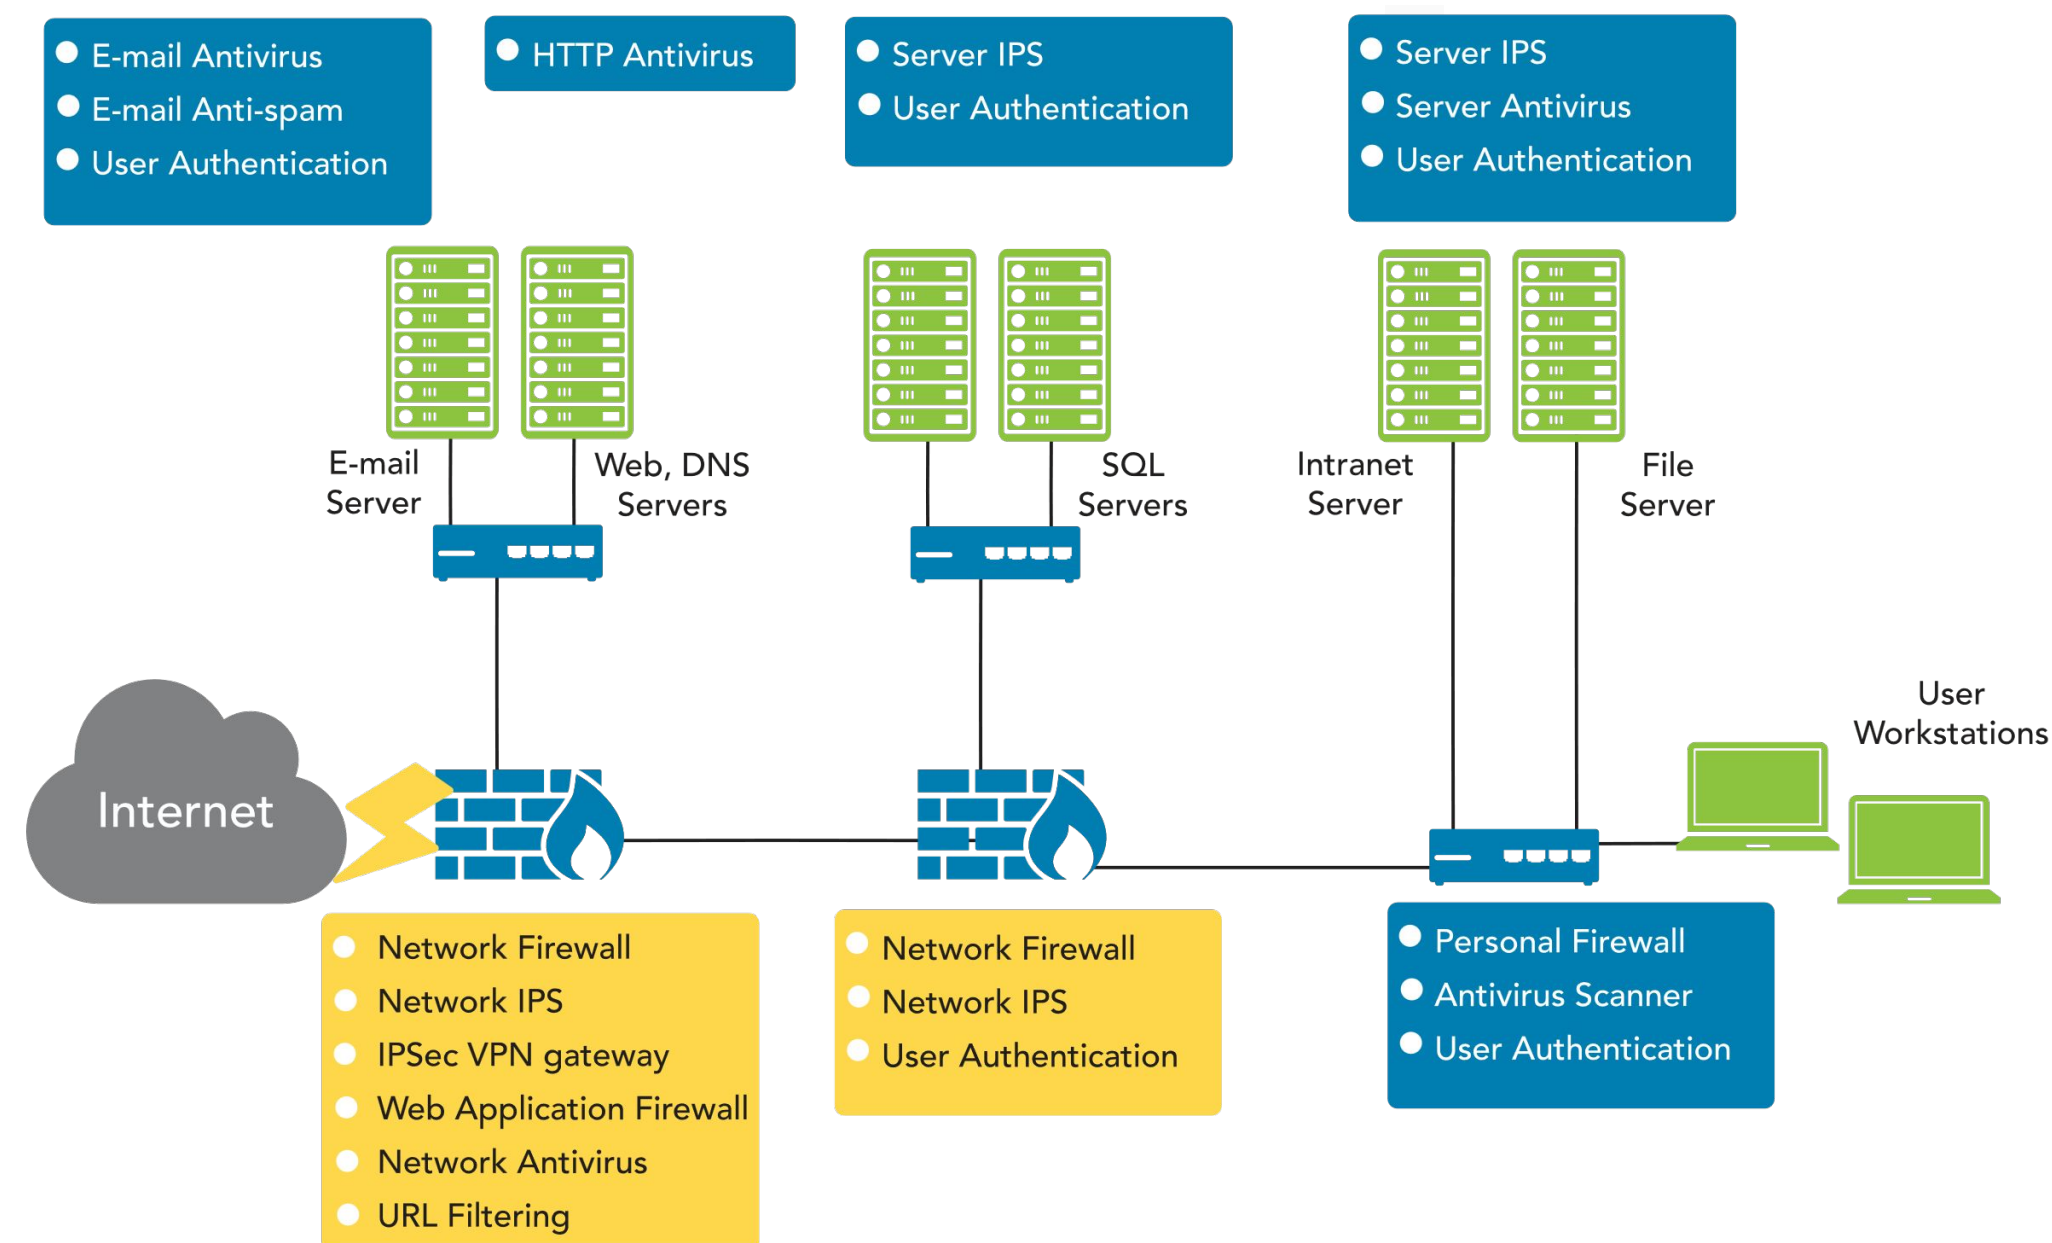 E-mail Antivirus
E-mail Anti-spam
User Authentication
HTTP Antivirus
Server IPS
User Authentication
Server IPS
Server Antivirus
User Authentication
E-mail
Server
Web, DNS
Servers
SQL
Servers
Intranet
Server
File
Server
User
Workstations
Internet
Network Firewall
Network IPS
IPSec VPN gateway
Web Application Firewall
Network Antivirus
URL Filtering
Network Firewall
Network IPS
User Authentication
Personal Firewall
Antivirus Scanner
User Authentication